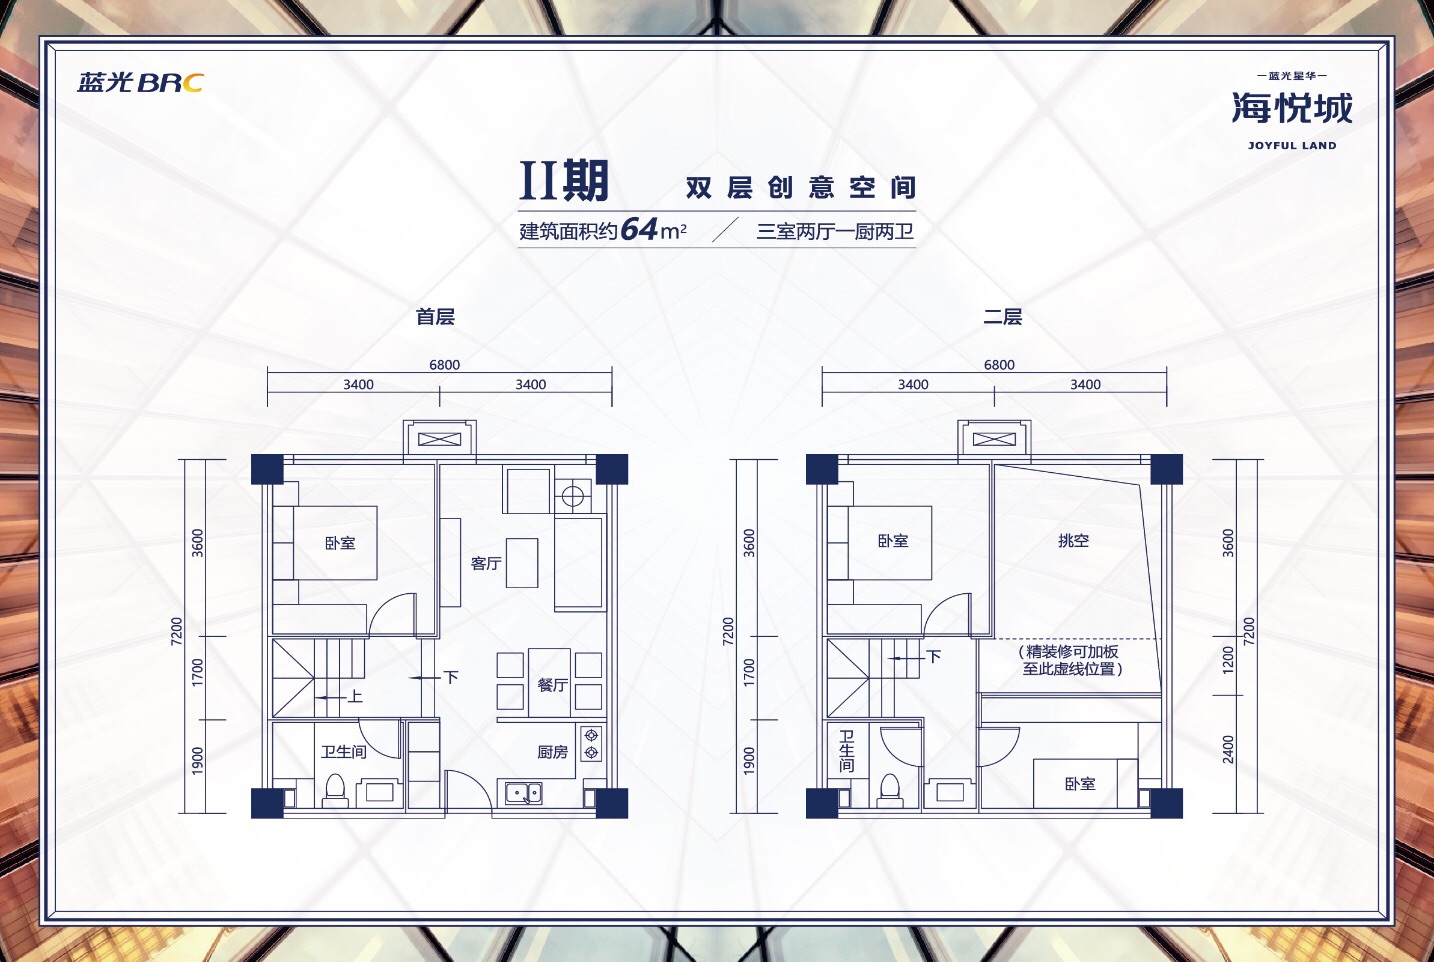 蓝光BRC
蓝光星华
海悦城
JOYFUL LAND
II期 双层创意空间
建筑面积约64m² / 三室两厅一厨两卫
首层
6800
3400 3400
3600
1700
1900
7200
卧室
客厅
餐厅
上
下
卫生间
厨房
二层
6800
3400 3400
3600
1700
1900
7200
卧室
挑空
(精装修可加板
至此虚线位置)
下
卫生间
卧室
3600
1200
2400
7200